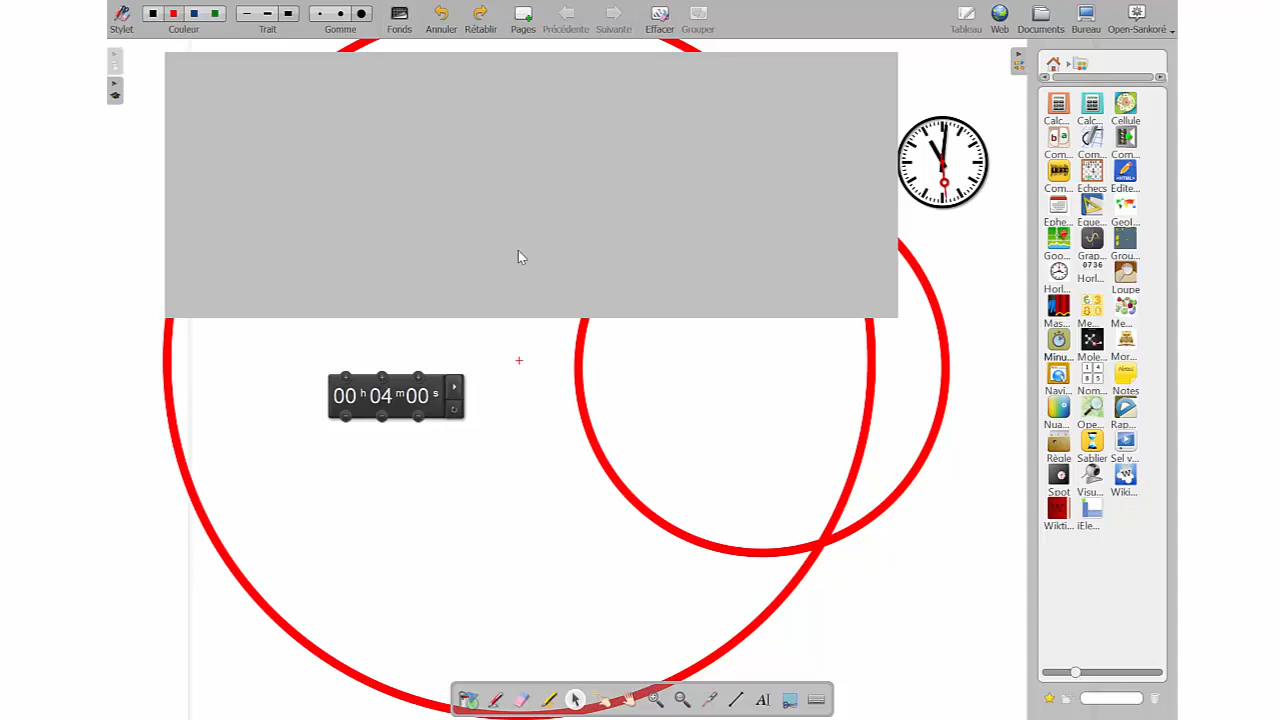 Stylet Couleur Trait Gomme Fonds Annuler Rétablir Pages Précédente Suivante Effacer Grouper Tableau Web Documents Bureau Open-Sankoré
Calc... Calc... Cellule
Com... Com... Com...
Com... Echecs Edite...
Ephe... Eque... Geol...
Goo... Grap... Grou...
0736
Horl... Horl... Loupe
Mas... Me... Me...
Minu... Mole... Mor...
Navi... Nom... Notes
Nua... Ope... Rap...
Règle Sablier Sel v...
Spot Visu... Wiki...
Wikti... iEle...
00 h 04 m 00 s